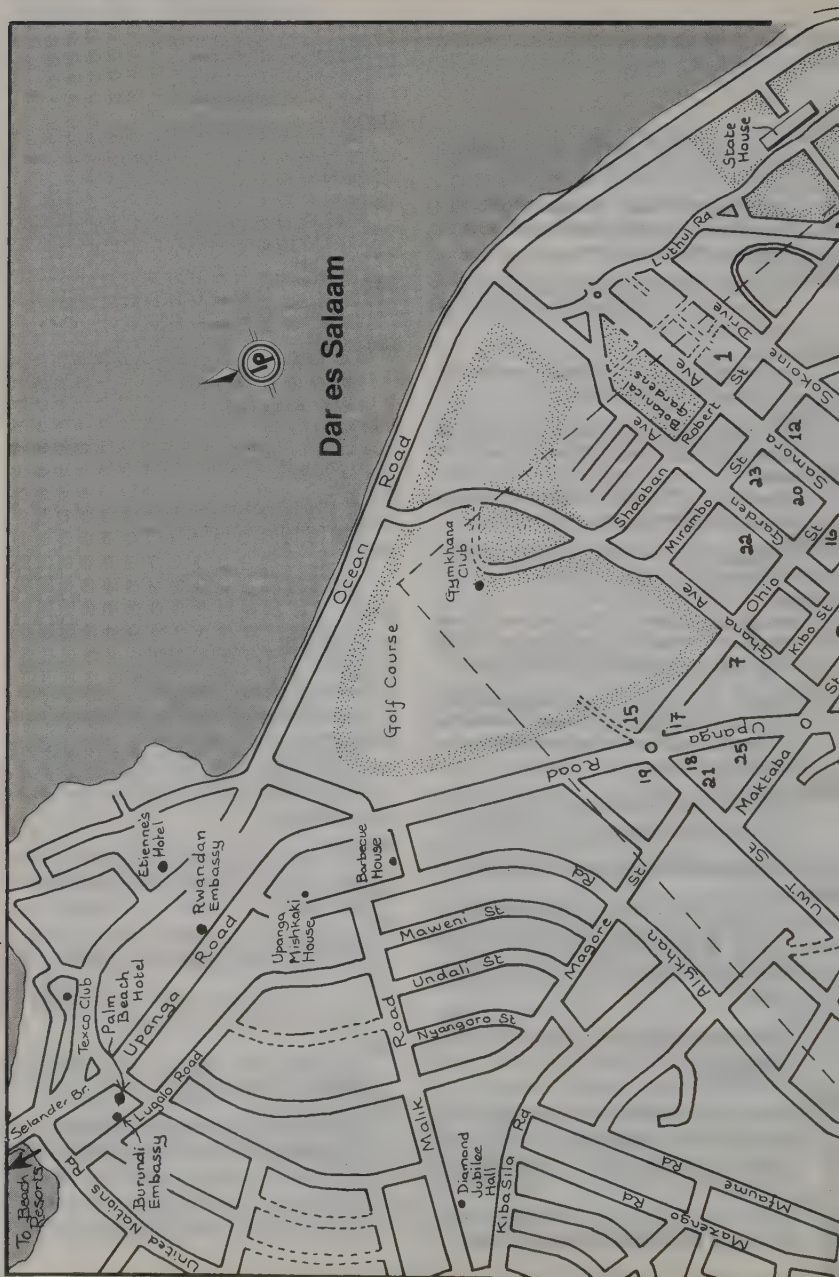 Dar es Salaam
lp
To Beach
Resorts
Selander Br.
United Nations
Rd
Texco Club
Palm
Beach
Hotel
Burundi
Embassy
Lugalo Road
Upanga
Road
Etienne's
Hotel
Rwandan
Embassy
Upanga
Mishkaki
House
Barbecue
House
Ocean
Road
Golf Course
Gymkhana
Club
Malik
Road
Maweni St
Undali St
Nyangoro St
Magore
St
Rd
Diamond
Jubilee
Hall
Kibasila
Rd
Mazengo
Rd
Mfaume
Rd
Alykhan
UWT
St
Maktaba
Road
Upanga
15
17
19
18
21
25
7
Ghana
Ave
Ohio
Kibo St
St
Garden
St
Mirambo
Shaaban
Robert
St
Ave
Botanical
Gardens
Ave
Samora
Sokoine
Drive
Luthul Rd
State
House
1
12
23
20
22
16
St